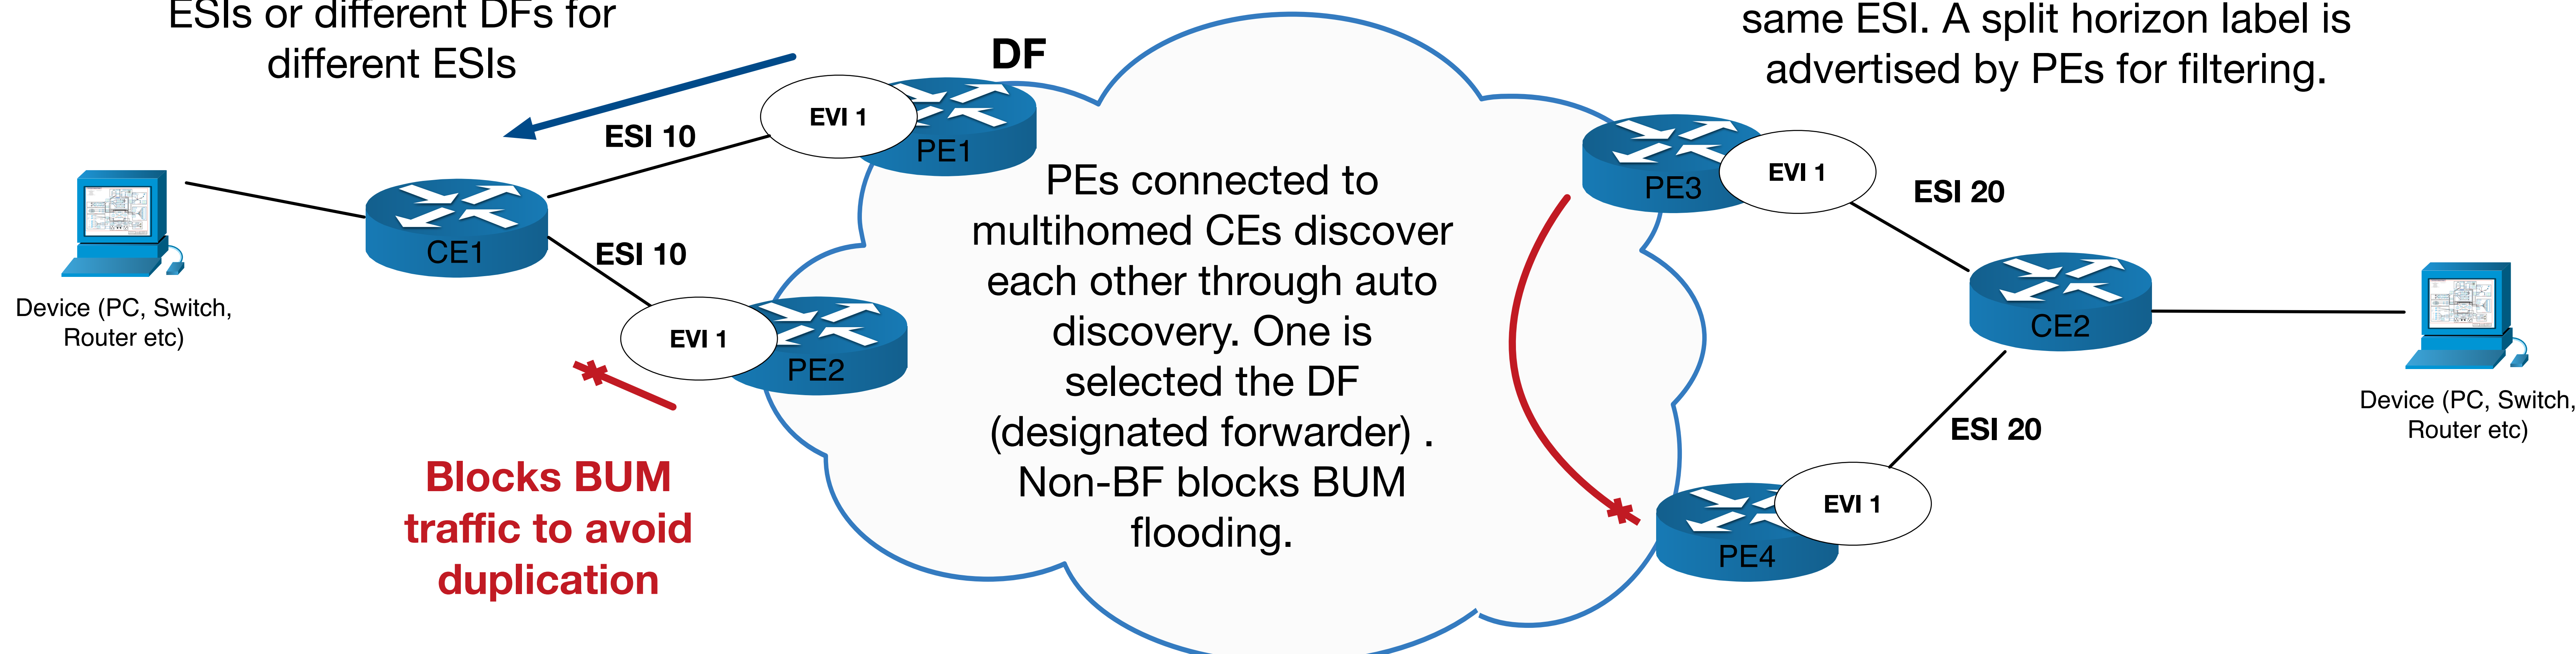 ESIs or different DFs for
different ESIs
DF
same ESI. A split horizon label is
advertised by PEs for filtering.
EVI 1
PE1
ESI 10
CE1
ESI 10
EVI 1
PE2
Device (PC, Switch,
Router etc)
Blocks BUM
traffic to avoid
duplication
PEs connected to
multihomed CEs discover
each other through auto
discovery. One is
selected the DF
(designated forwarder) .
Non-BF blocks BUM
flooding.
PE3
EVI 1
ESI 20
CE2
ESI 20
EVI 1
PE4
Device (PC, Switch,
Router etc)